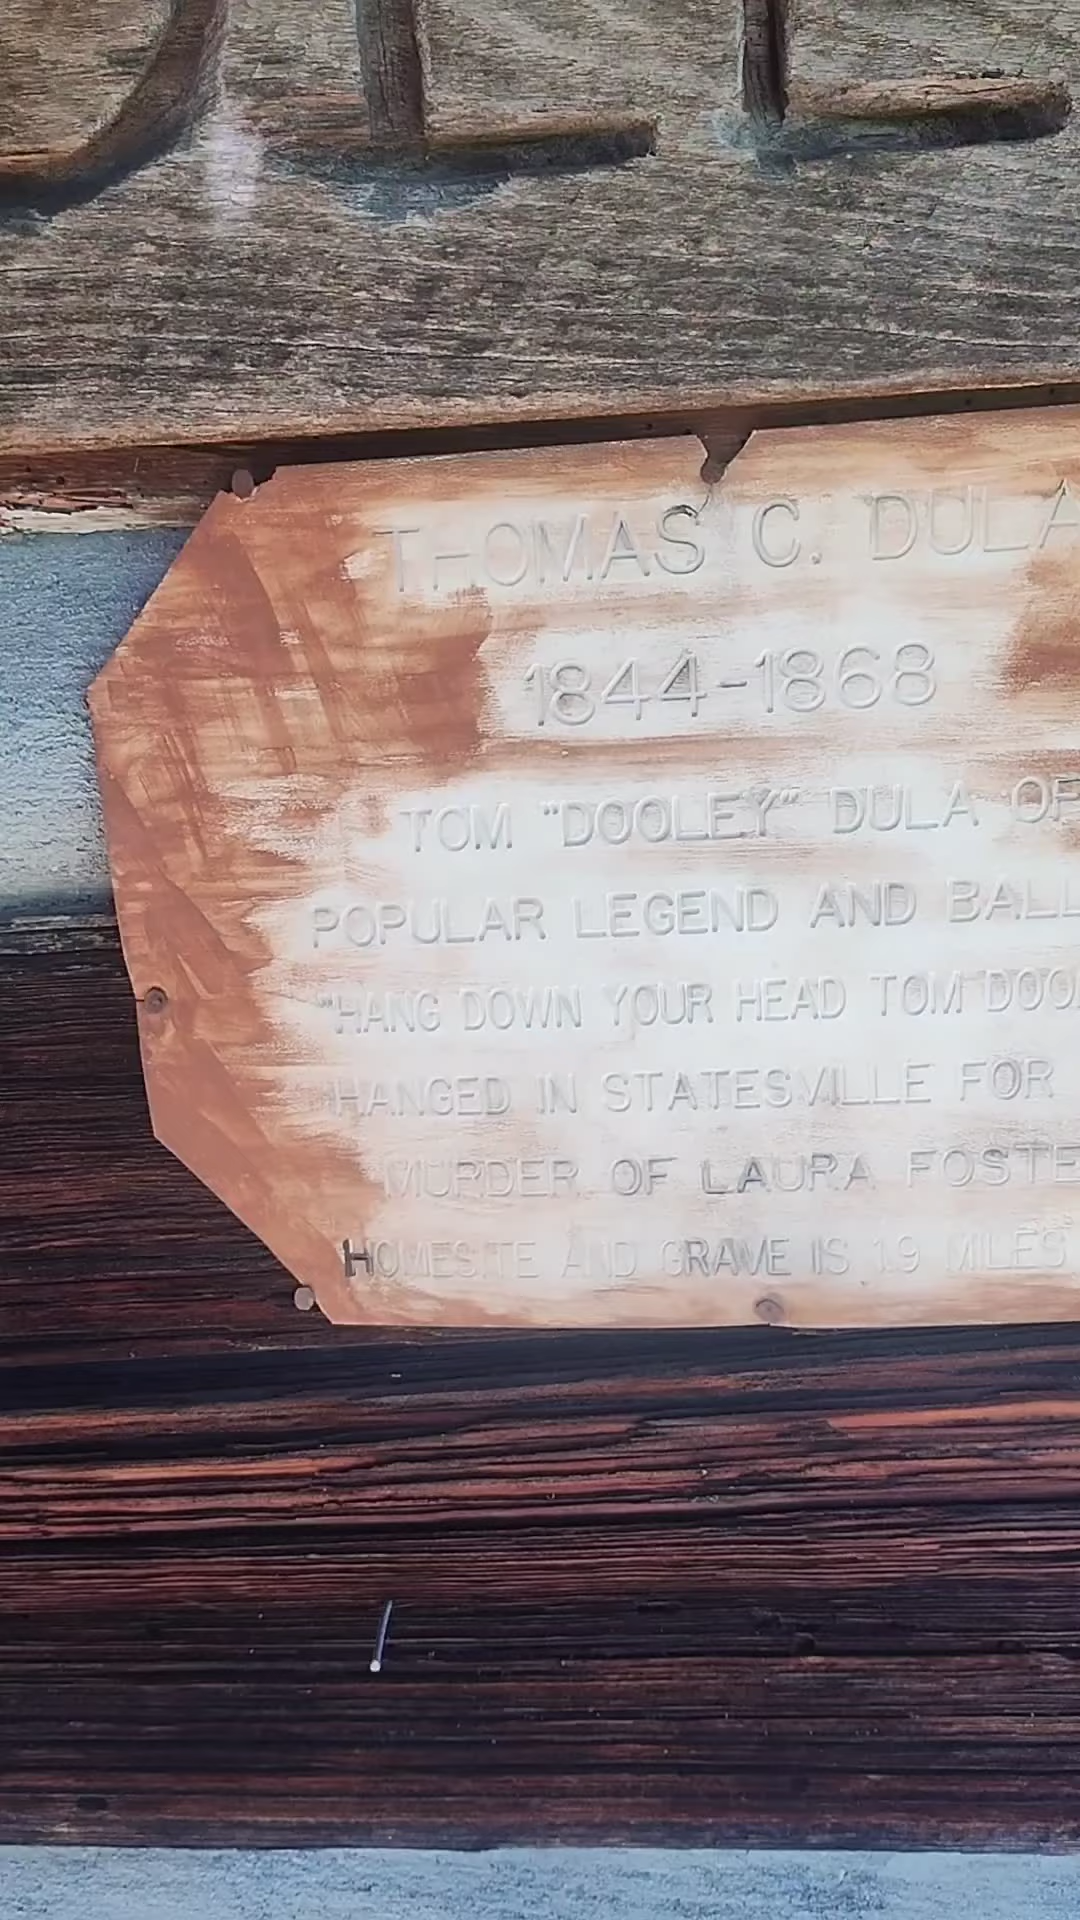 THOMAS C. DULA
1844-1868
TOM "DOOLEY" DULA OF
POPULAR LEGEND AND BALL
"HANG DOWN YOUR HEAD TOM DOOL
HANGED IN STATESVILLE FOR
MURDER OF LAURA FOSTE
HOMESITE AND GRAVE IS 1.9 MILES